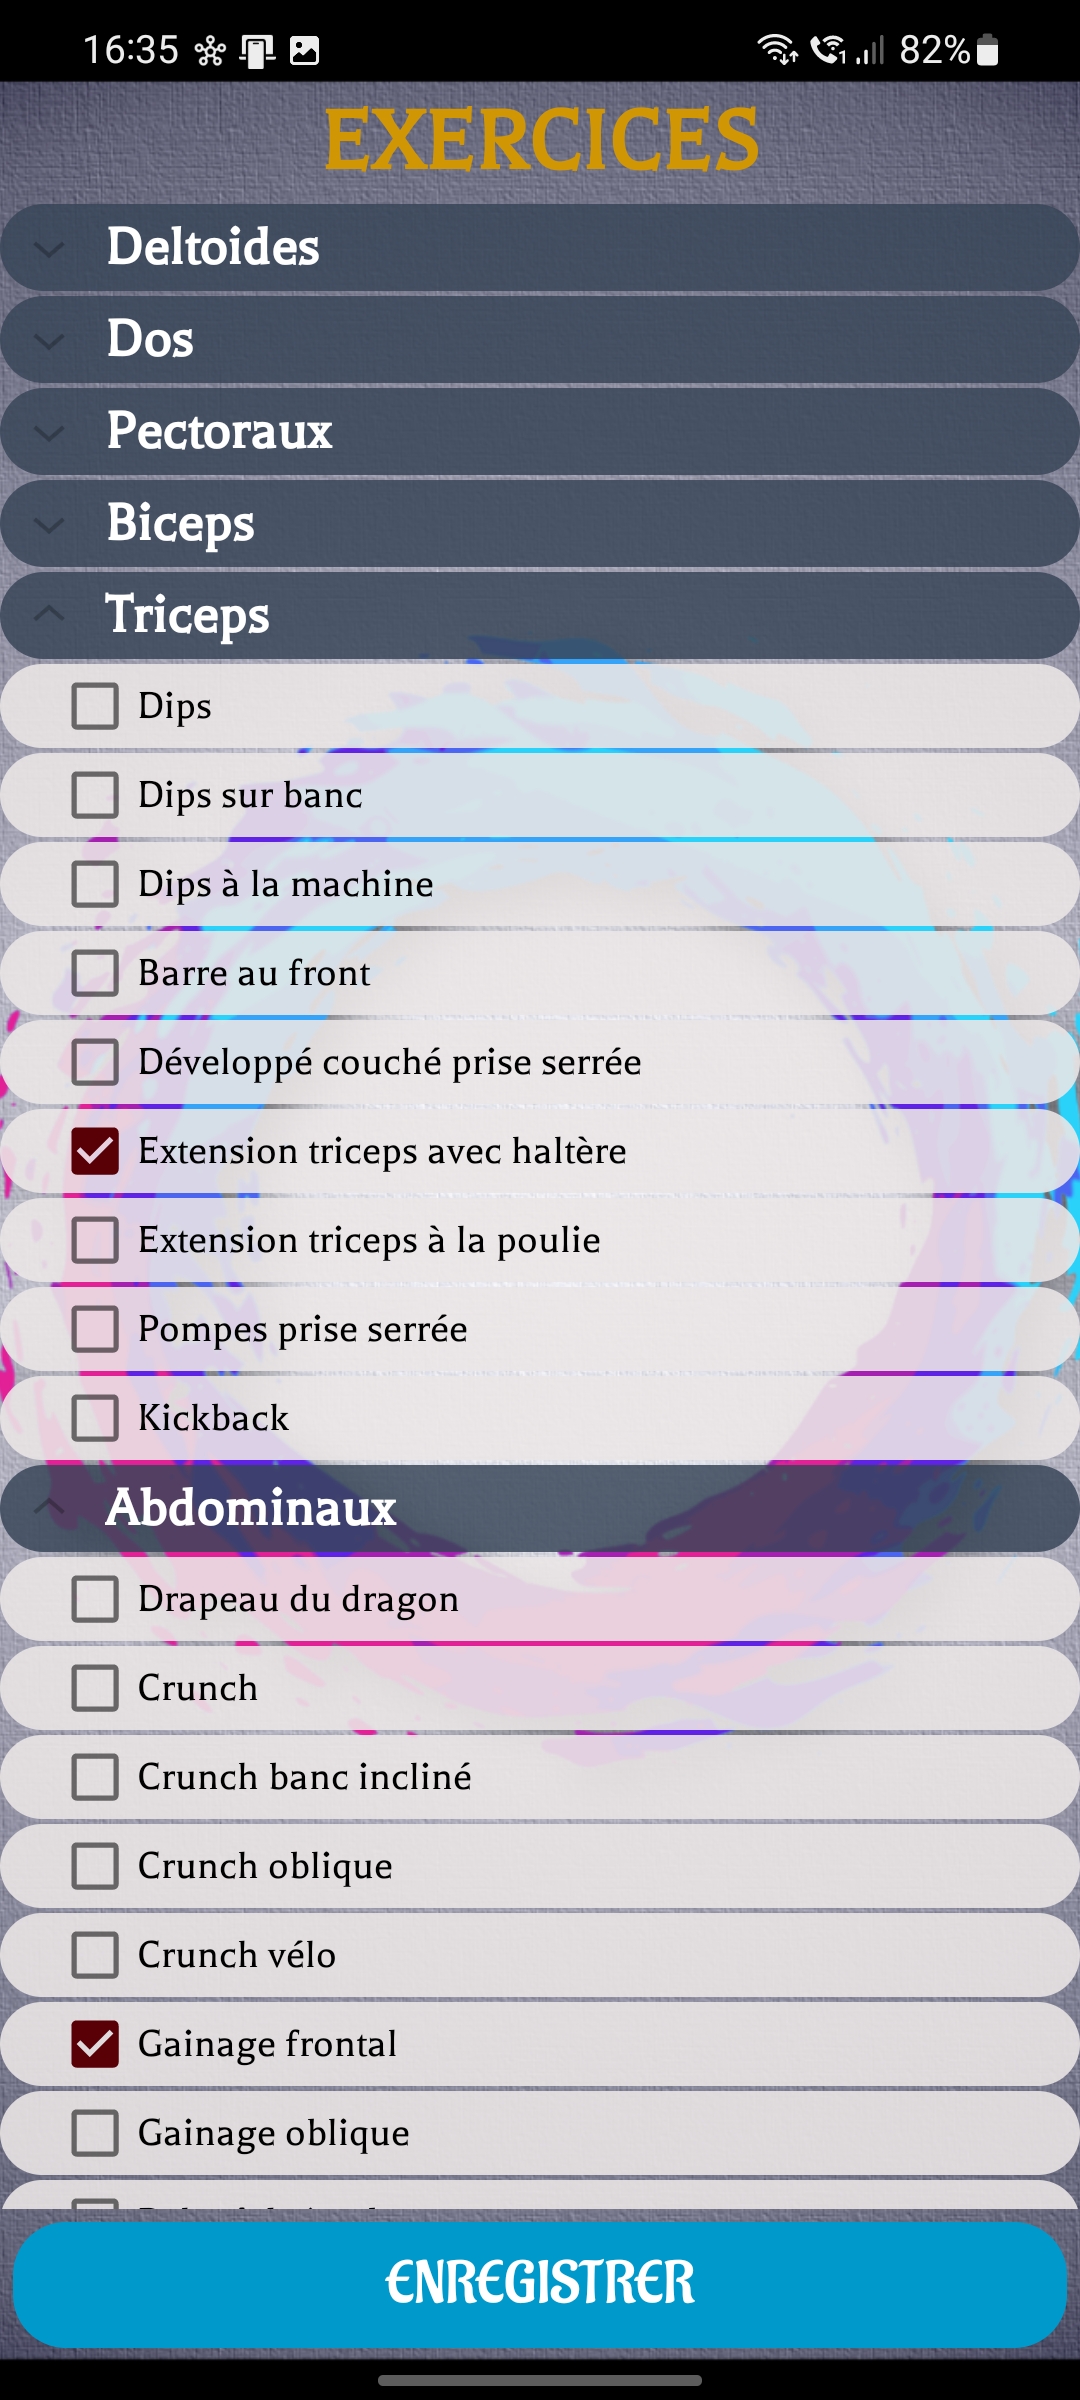 16:35
82%
EXERCICES
Deltoides
Dos
Pectoraux
Biceps
Triceps
Dips
Dips sur banc
Dips à la machine
Barre au front
Développé couché prise serrée
Extension triceps avec haltère
Extension triceps à la poulie
Pompes prise serrée
Kickback
Abdominaux
Drapeau du dragon
Crunch
Crunch banc incliné
Crunch oblique
Crunch vélo
Gainage frontal
Gainage oblique
ENREGISTRER